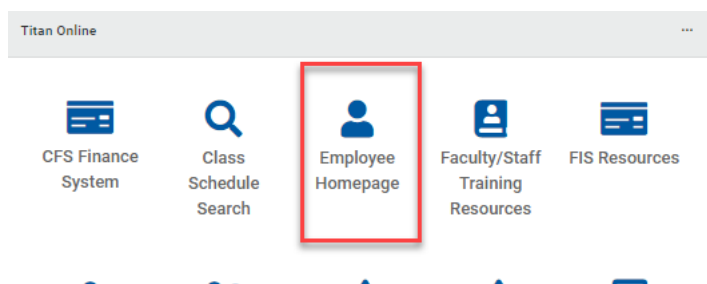 Titan Online
CFS Finance
System
Class
Schedule
Search
Employee
Homepage
Faculty/Staff
Training
Resources
FIS Resources